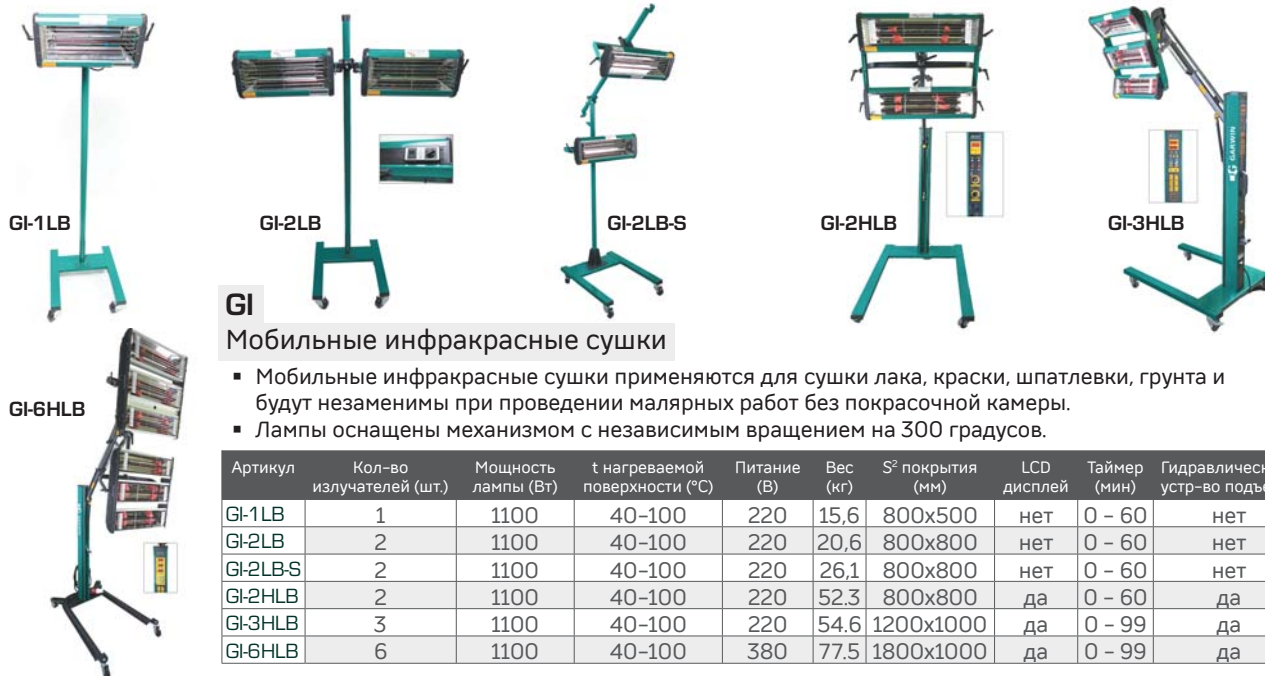 GI-1LB
GI-2LB
GI-2LB-S
GI-2HLB
GI-3HLB
GARWIN
GI-6HLB
GI
Мобильные инфракрасные сушки
▪ Мобильные инфракрасные сушки применяются для сушки лака, краски, шпатлевки, грунта и
будут незаменимы при проведении малярных работ без покрасочной камеры.
▪ Лампы оснащены механизмом с независимым вращением на 300 градусов.
Артикул Кол-во излучателей (шт.) Мощность лампы (Вт) t нагреваемой поверхности (°C) Питание (В) Вес (кг) S² покрытия (мм) LCD дисплей Таймер (мин)
GI-1LB 1 1100 40-100 220 15,6 800x500 нет 0 - 60 нет
GI-2LB 2 1100 40-100 220 20,6 800x800 нет 0 - 60 нет
GI-2LB-S 2 1100 40-100 220 26,1 800x800 нет 0 - 60 нет
GI-2HLB 2 1100 40-100 220 52.3 800x800 да 0 - 60 да
GI-3HLB 3 1100 40-100 220 54.6 1200x1000 да 0 - 99 да
GI-6HLB 6 1100 40-100 380 77.5 1800x1000 да 0 - 99 да